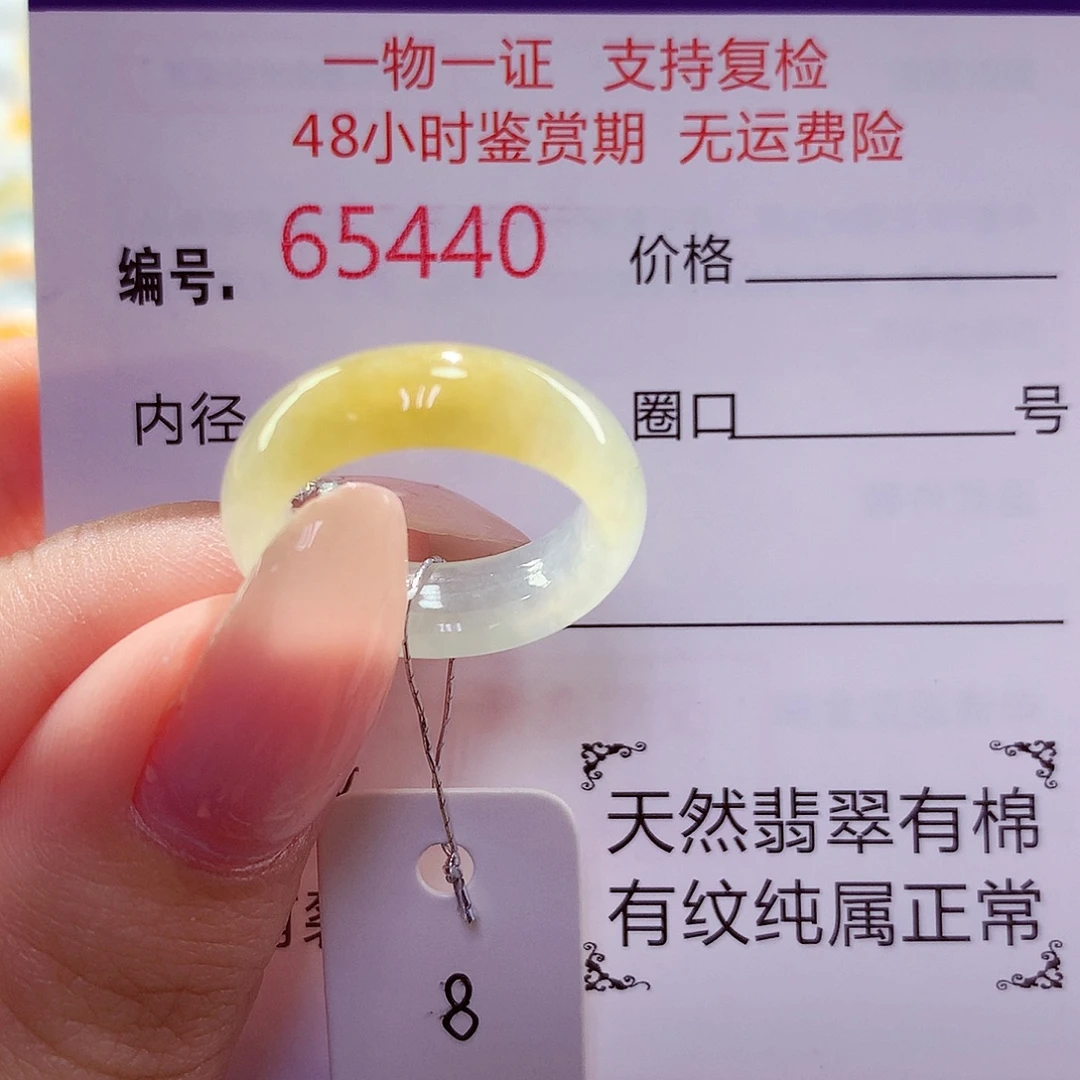 一物一证 支持复检
48小时鉴赏期 无运费险
编号. 65440 价格
内径 圈口 号
天然翡翠有棉
有纹纯属正常
8